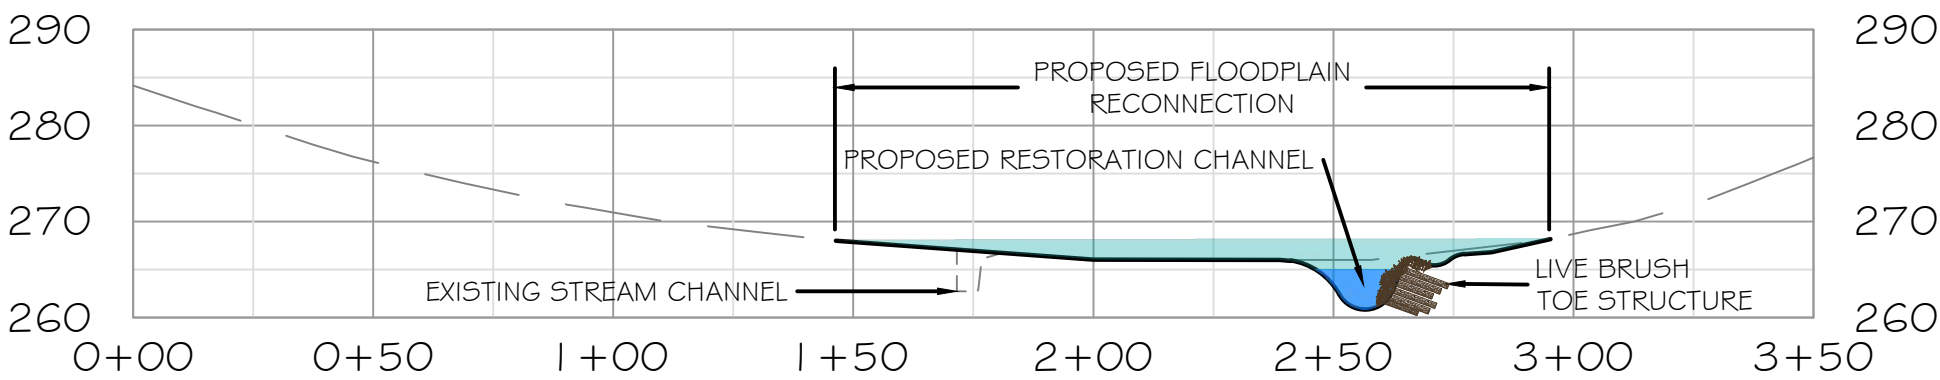 290 290
PROPOSED FLOODPLAIN
RECONNECTION
280 280
PROPOSED RESTORATION CHANNEL
270 270
EXISTING STREAM CHANNEL
LIVE BRUSH
TOE STRUCTURE
260 260
0+00 0+50 1+00 1+50 2+00 2+50 3+00 3+50